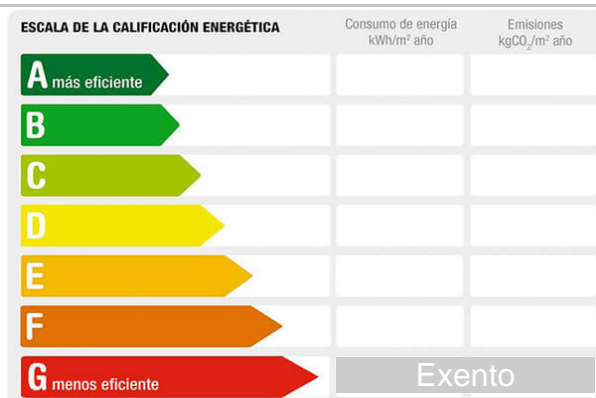 ESCALA DE LA CALIFICACIÓN ENERGÉTICA
Consumo de energía
kWh/m² año
Emisiones
kgCO₂/m² año
A más eficiente
B
C
D
E
F
G menos eficiente
Exento